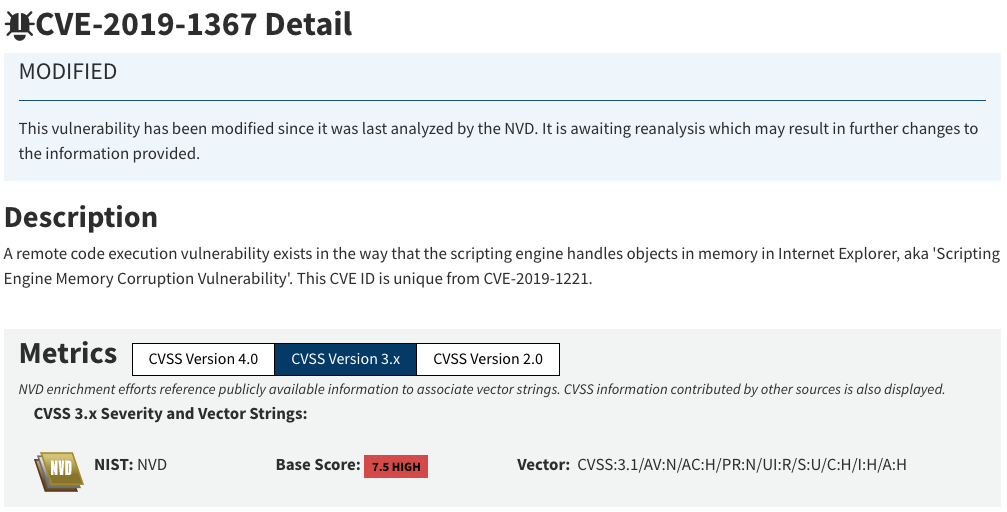 CVE-2019-1367 Detail
MODIFIED
This vulnerability has been modified since it was last analyzed by the NVD. It is awaiting reanalysis which may result in further changes to
the information provided.
Description
A remote code execution vulnerability exists in the way that the scripting engine handles objects in memory in Internet Explorer, aka 'Scripting
Engine Memory Corruption Vulnerability'. This CVE ID is unique from CVE-2019-1221.
Metrics CVSS Version 4.0 CVSS Version 3.x CVSS Version 2.0
NVD enrichment efforts reference publicly available information to associate vector strings. CVSS information contributed by other sources is also displayed.
CVSS 3.x Severity and Vector Strings:
NVD NIST: NVD Base Score: 7.5 HIGH Vector: CVSS:3.1/AV:N/AC:H/PR:N/UI:R/S:U/C:H/I:H/A:H